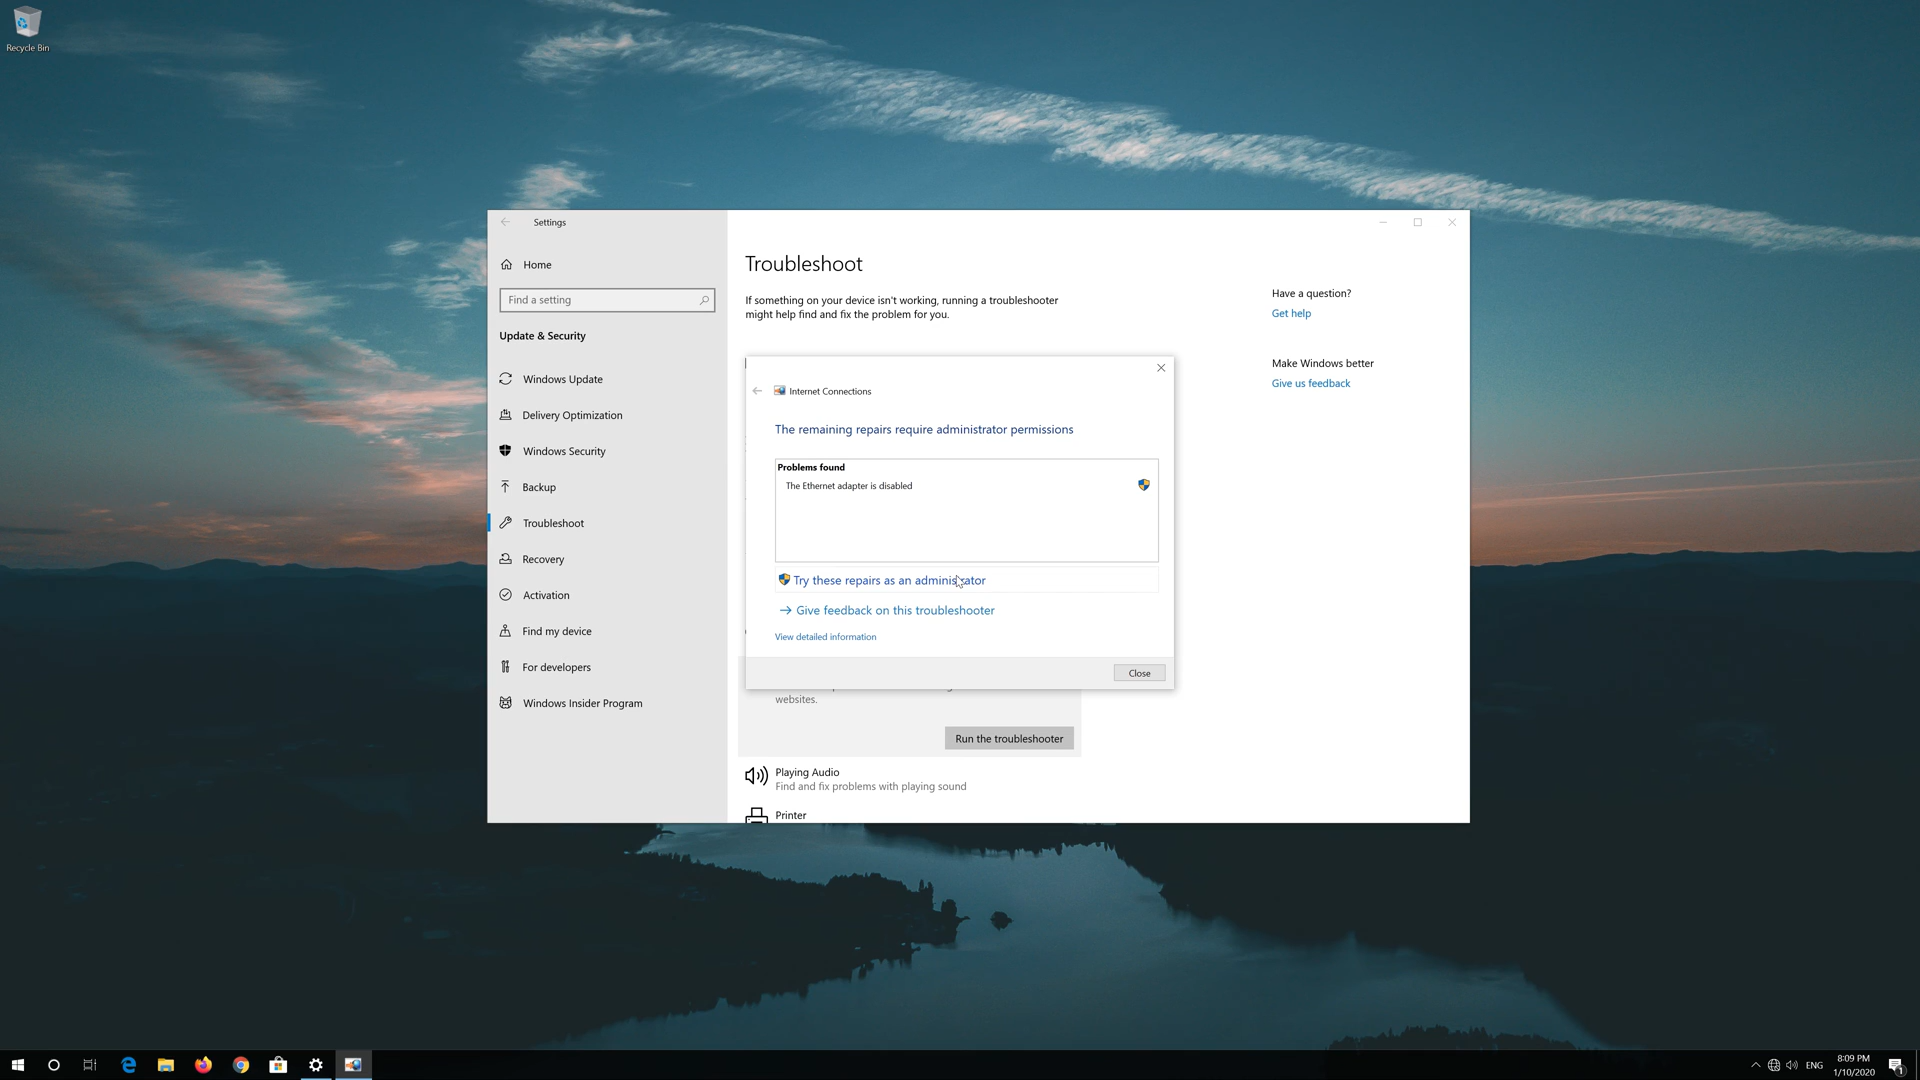 Recycle Bin
Settings
Home
Find a setting
Update & Security
Windows Update
Delivery Optimization
Windows Security
Backup
Troubleshoot
Recovery
Activation
Find my device
For developers
Windows Insider Program
Troubleshoot
If something on your device isn't working, running a troubleshooter
might help find and fix the problem for you.
Have a question?
Get help
Make Windows better
Give us feedback
Internet Connections
The remaining repairs require administrator permissions
Problems found
The Ethernet adapter is disabled
Try these repairs as an administrator
Give feedback on this troubleshooter
View detailed information
Close
websites.
Run the troubleshooter
Playing Audio
Find and fix problems with playing sound
Printer
ENG
8:09 PM
1/10/2020
1